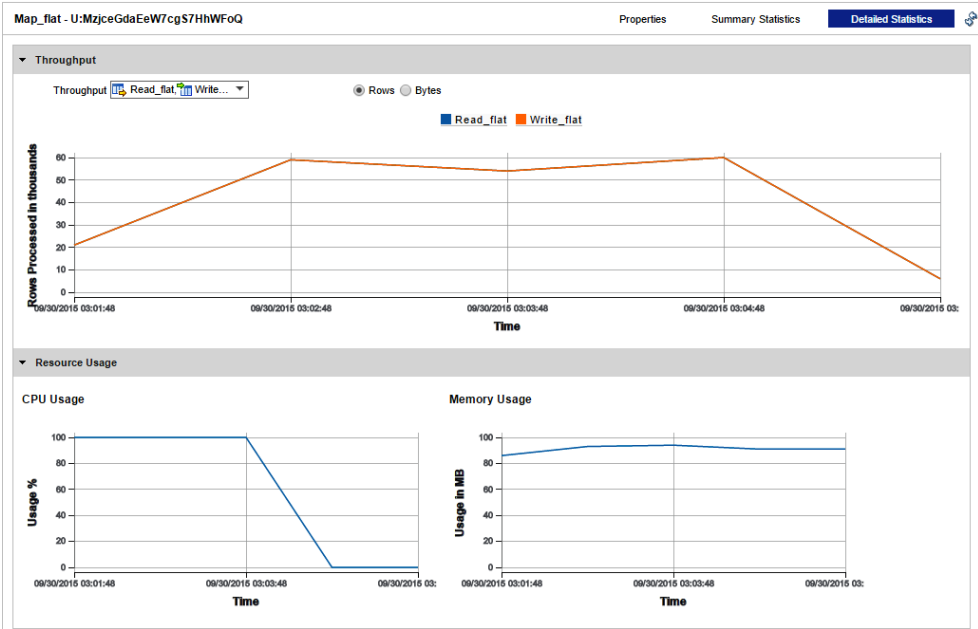 Map_flat - U:MzjceGdaEeW7cgS7HhWFoQ Properties Summary Statistics Detailed Statistics
Throughput
Throughput Read_flat, Write... Rows Bytes
Read_flat Write_flat
Rows Processed in thousands
60
50
40
30
20
10
0
09/30/2015 03:01:48 09/30/2015 03:02:48 09/30/2015 03:03:48 09/30/2015 03:04:48 09/30/2015 03:
Time
Resource Usage
CPU Usage
Usage %
100
80
60
40
20
0
09/30/2015 03:01:48 09/30/2015 03:03:48 09/30/2015 03:
Time
Memory Usage
Usage in MB
100
80
60
40
20
0
09/30/2015 03:01:48 09/30/2015 03:03:48 09/30/2015 03:
Time